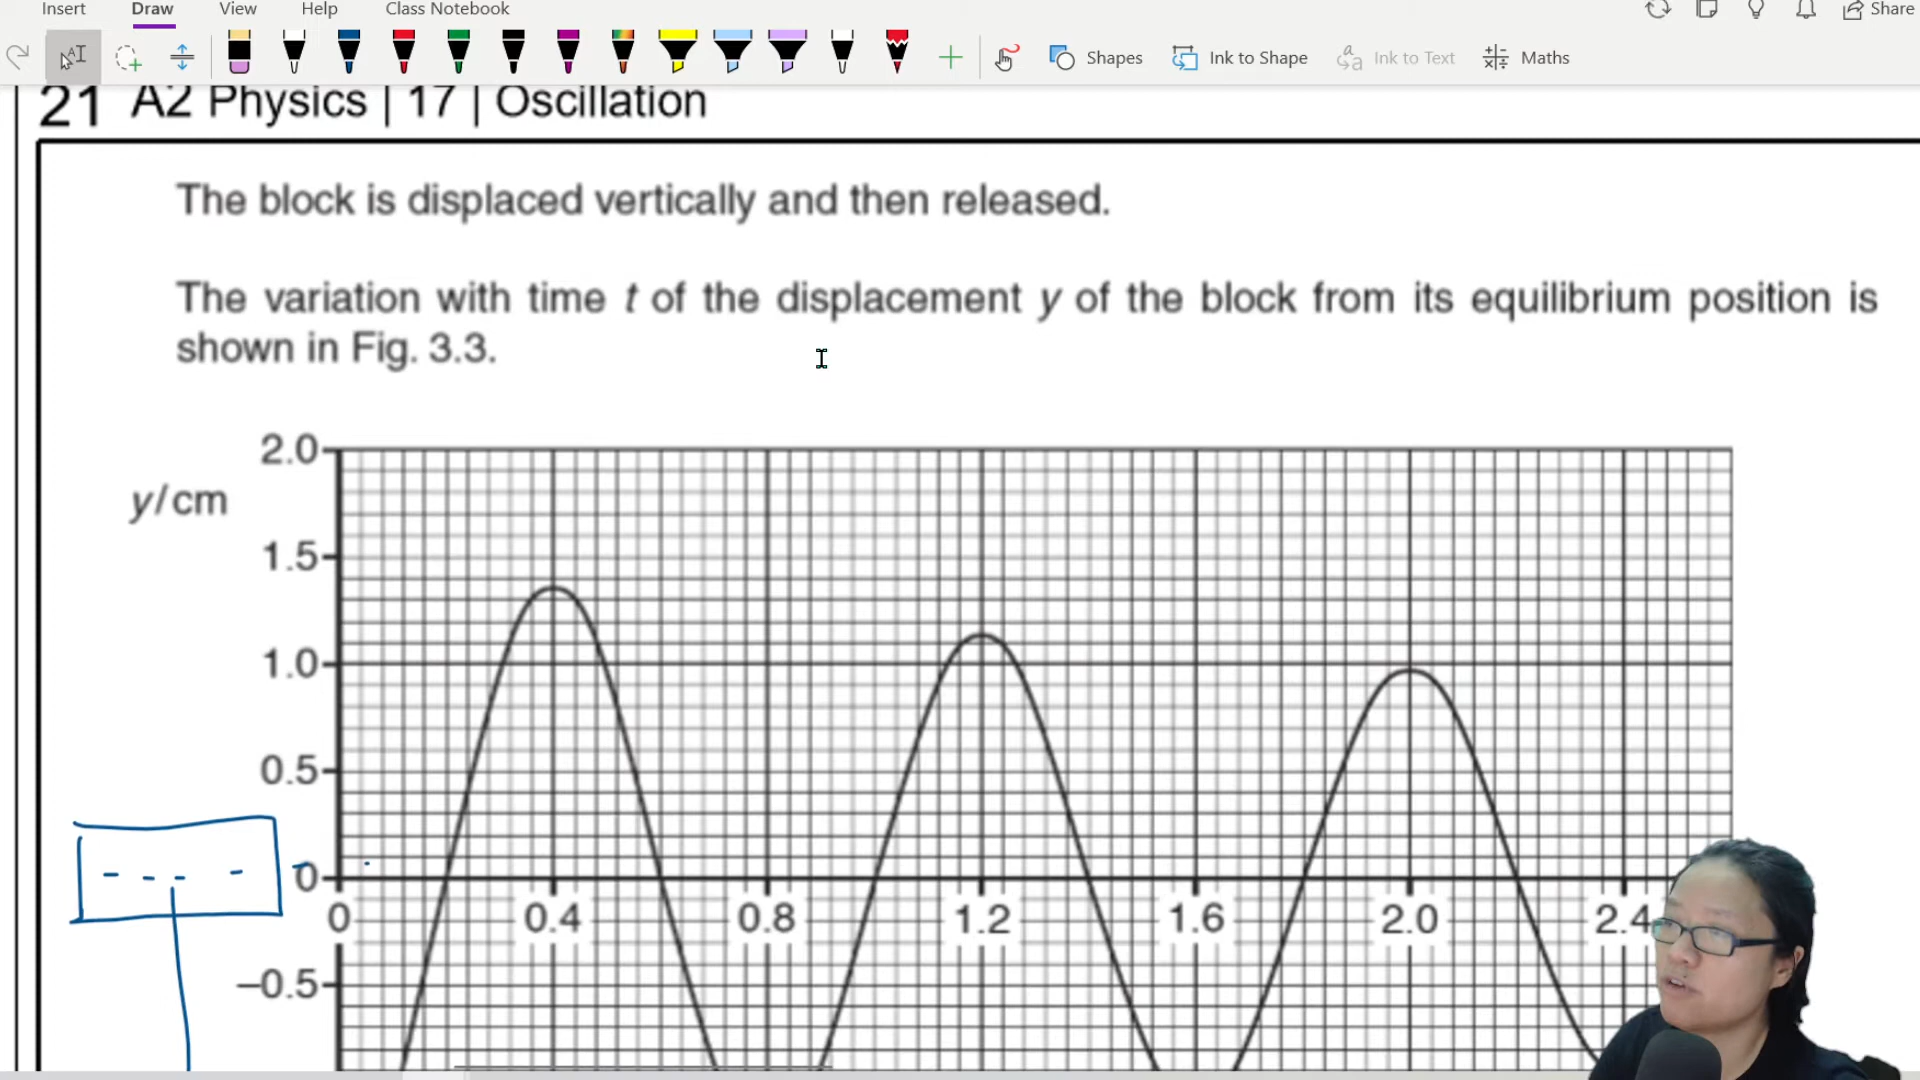 Insert Draw View Help Class Notebook Share
Shapes Ink to Shape Ink to Text Maths
21 A2 Physics | 17 | Oscillation
The block is displaced vertically and then released.
The variation with time t of the displacement y of the block from its equilibrium position is
shown in Fig. 3.3.
2.0
y/cm
1.5
1.0
0.5
0
0 0.4 0.8 1.2 1.6 2.0 2.4
–0.5